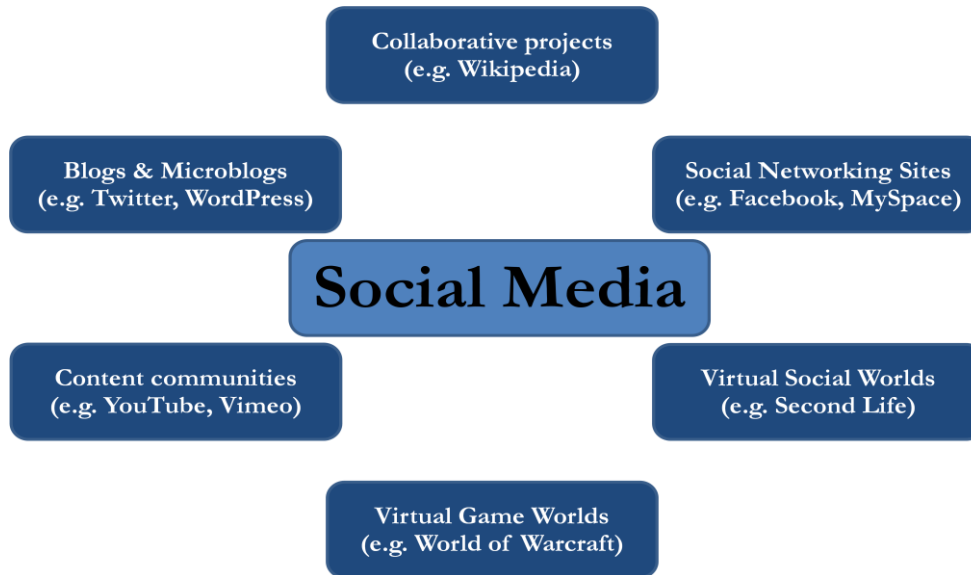 Collaborative projects
(e.g. Wikipedia)
Blogs & Microblogs
(e.g. Twitter, WordPress)
Social Networking Sites
(e.g. Facebook, MySpace)
Social Media
Content communities
(e.g. YouTube, Vimeo)
Virtual Social Worlds
(e.g. Second Life)
Virtual Game Worlds
(e.g. World of Warcraft)